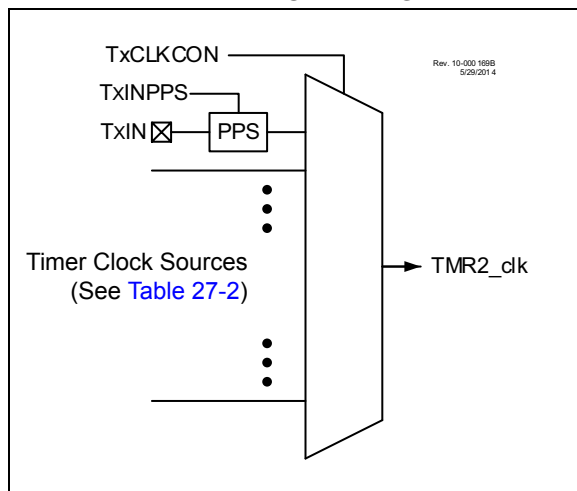 TxCLKCON
Rev. 10-000 169B
5/29/2014
TxINPPS
TxIN
PPS
Timer Clock Sources
(See Table 27-2)
TMR2_clk